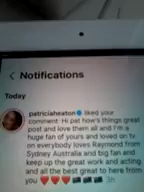 Notifications
Today
patriciaheaton liked your
comment: Hi pat how's things great
post and love them all and I'm a
huge fan of yours and loved on tv
on everybody loves Raymond from
Sydney Australia and big fan and
keep up the great work and acting
and all the best great to here from
you